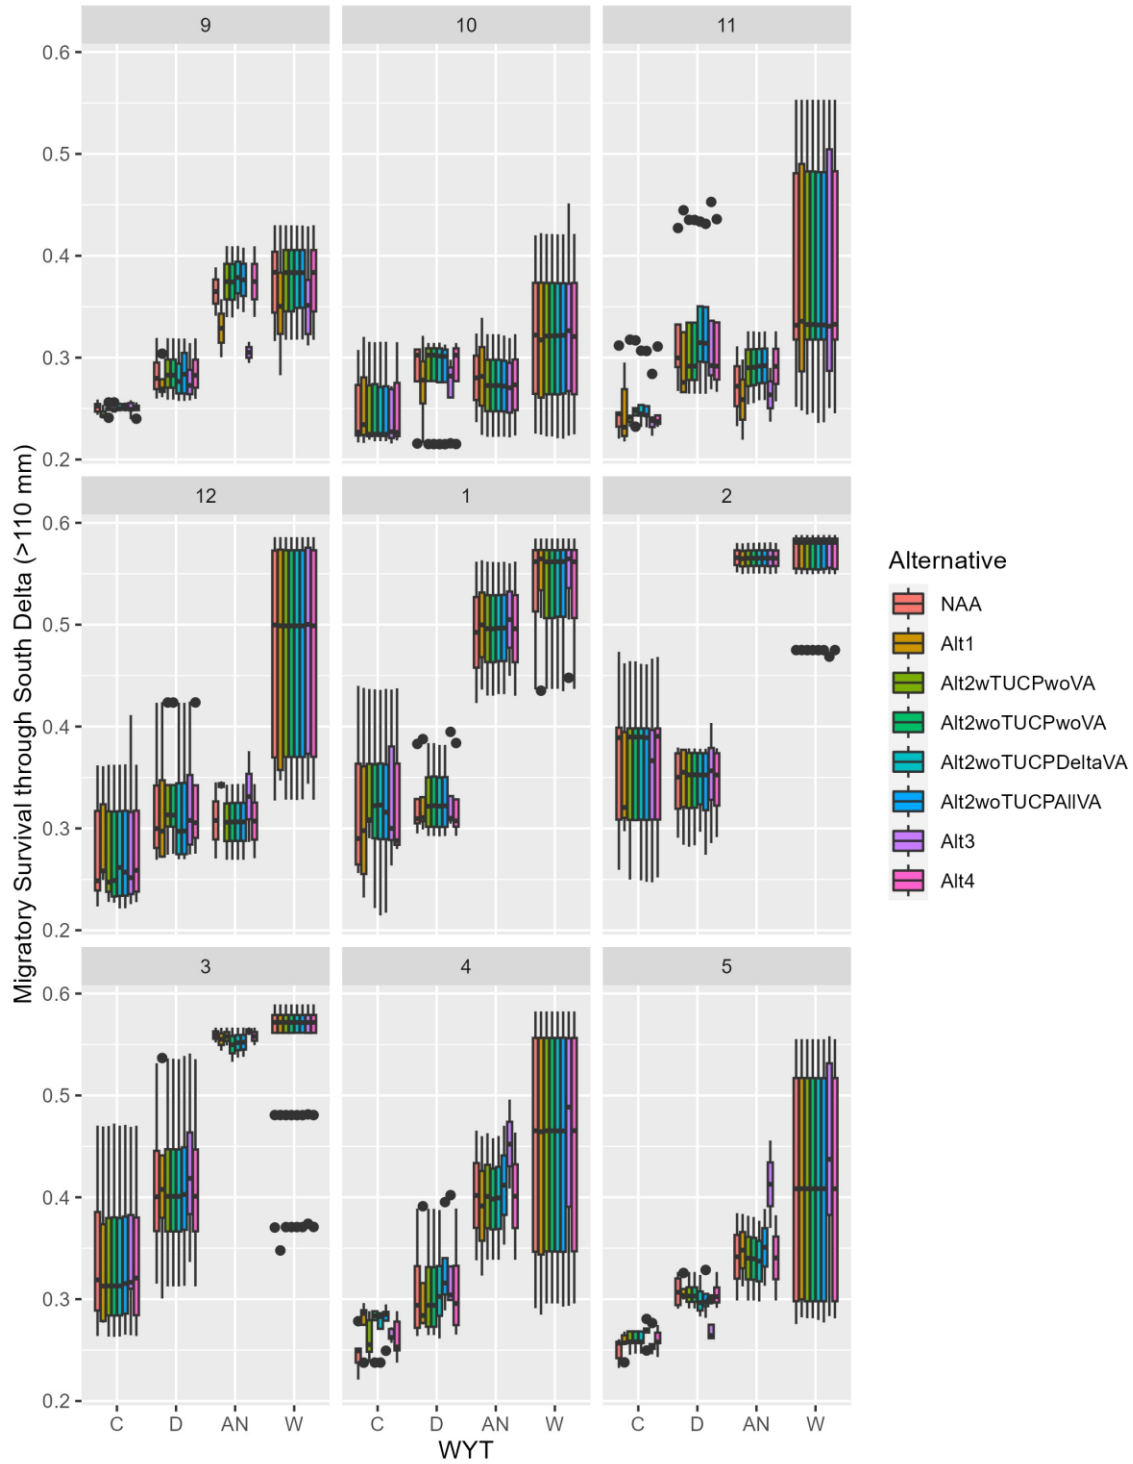 9
10
11
0.6
0.5
0.4
0.3
0.2
12
1
2
0.6
0.5
0.4
0.3
0.2
3
4
5
0.6
0.5
0.4
0.3
0.2
C D AN W
C D AN W
C D AN W
WYT
Migratory Survival through South Delta (>110 mm)
Alternative
NAA
Alt1
Alt2wTUCPwoVA
Alt2woTUCPwoVA
Alt2woTUCPDeltaVA
Alt2woTUCPAllVA
Alt3
Alt4